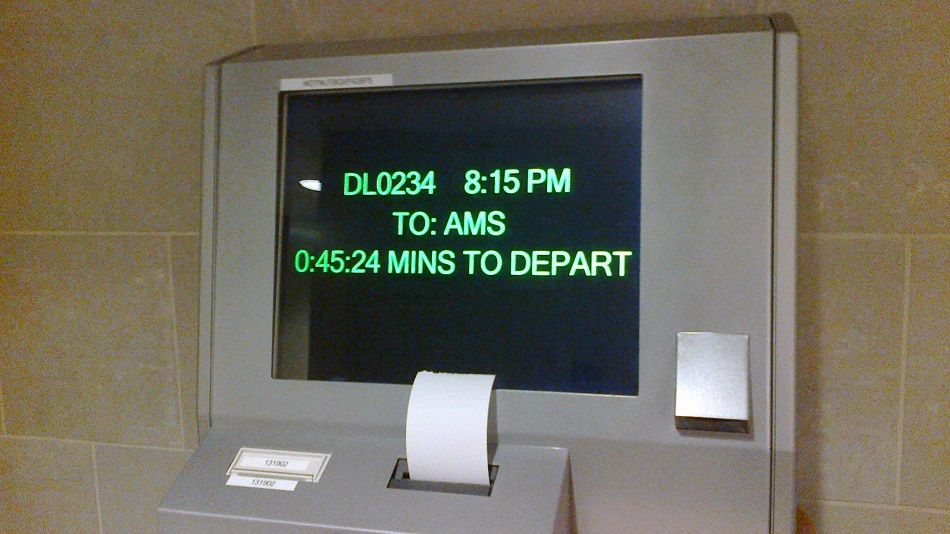 DL0234 8:15 PM
TO: AMS
0:45:24 MINS TO DEPART
131902
131902